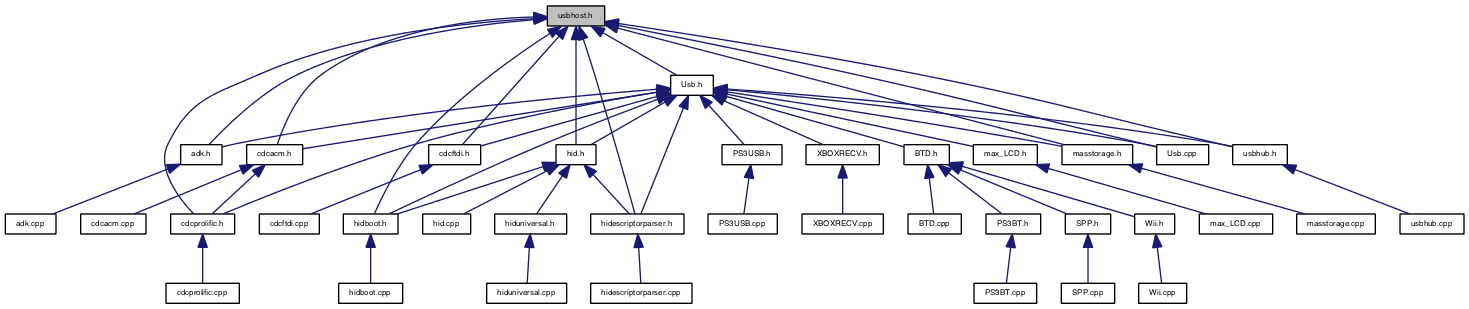 usbhost.h
Usb.h
adk.h
cdcacm.h
cdcftdi.h
hid.h
PS3USB.h
XBOXRECV.h
BTD.h
max_LCD.h
masstorage.h
Usb.cpp
usbhub.h
adk.cpp
cdcacm.cpp
cdcprolific.h
cdcftdi.cpp
hidboot.h
hid.cpp
hiduniversal.h
hidescriptorparser.h
PS3USB.cpp
XBOXRECV.cpp
BTD.cpp
PS3BT.h
SPP.h
Wii.h
max_LCD.cpp
masstorage.cpp
usbhub.cpp
cdcprolific.cpp
hidboot.cpp
hiduniversal.cpp
hidescriptorparser.cpp
PS3BT.cpp
SPP.cpp
Wii.cpp